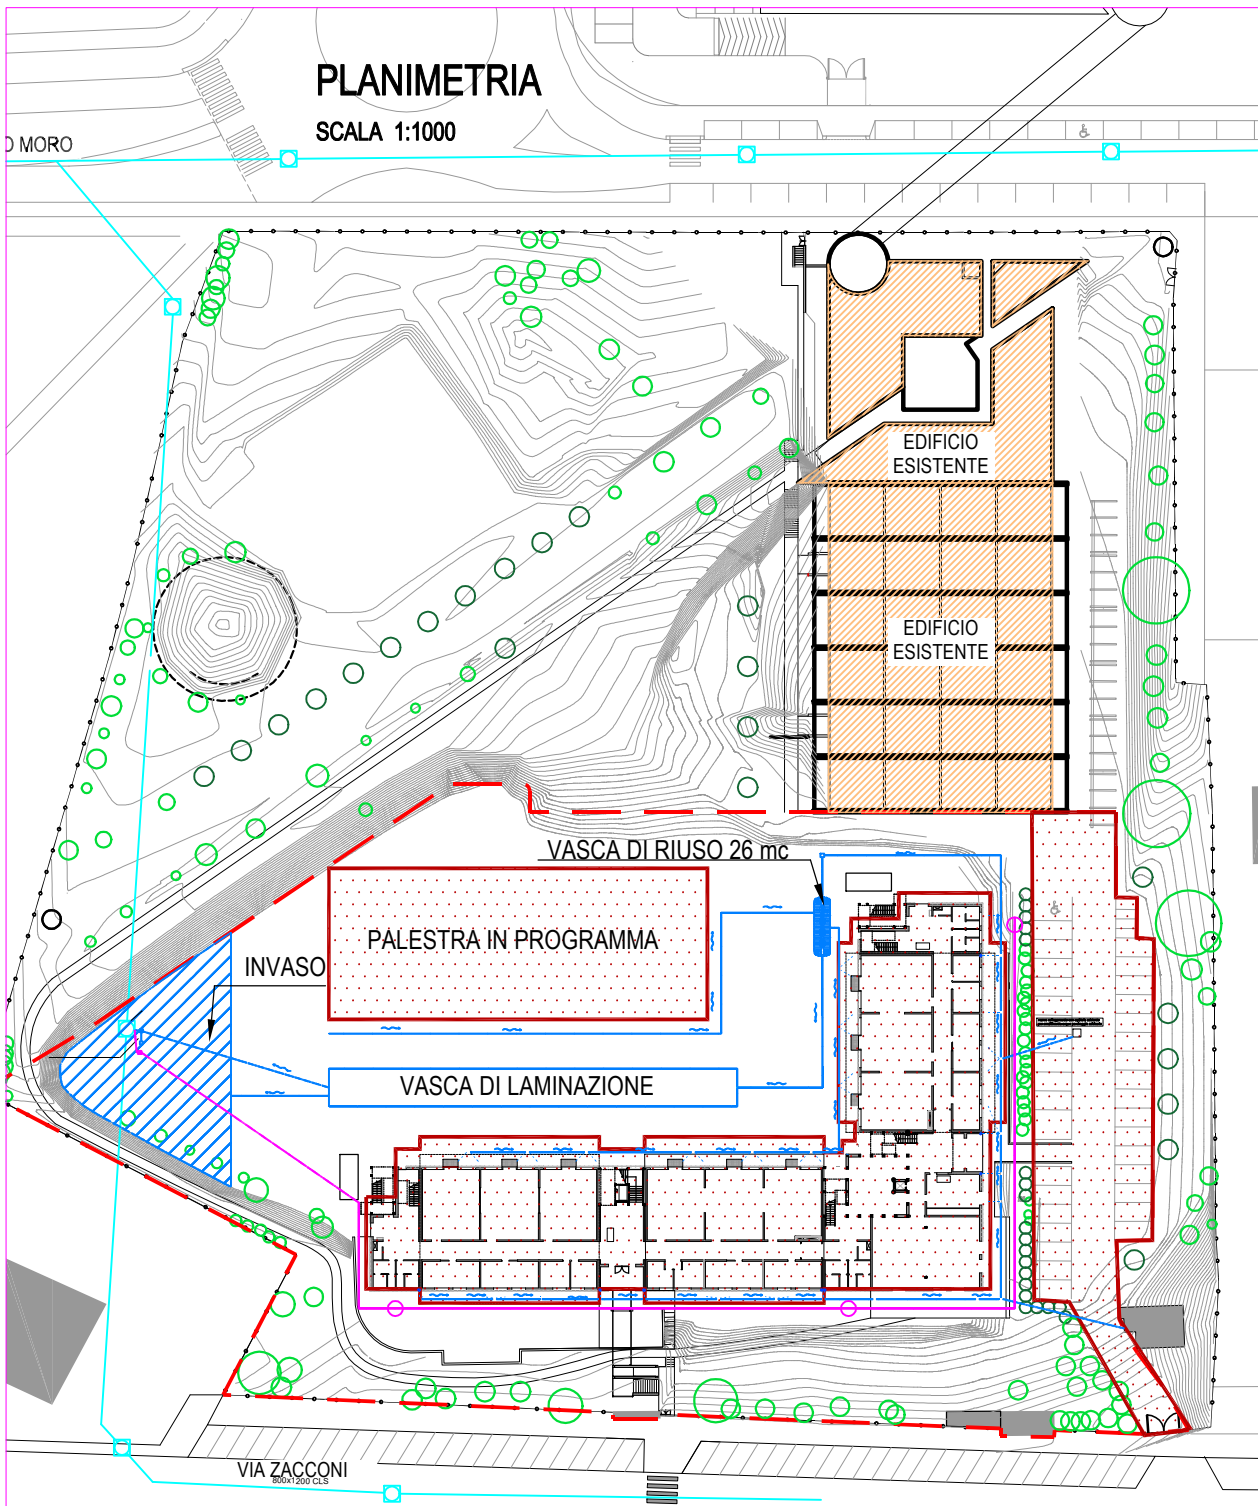 PLANIMETRIA
SCALA 1:1000
O MORO
EDIFICIO
ESISTENTE
EDIFICIO
ESISTENTE
VASCA DI RIUSO 26 mc
PALESTRA IN PROGRAMMA
INVASO
VASCA DI LAMINAZIONE
VIA ZACCONI
800x1200 CLS